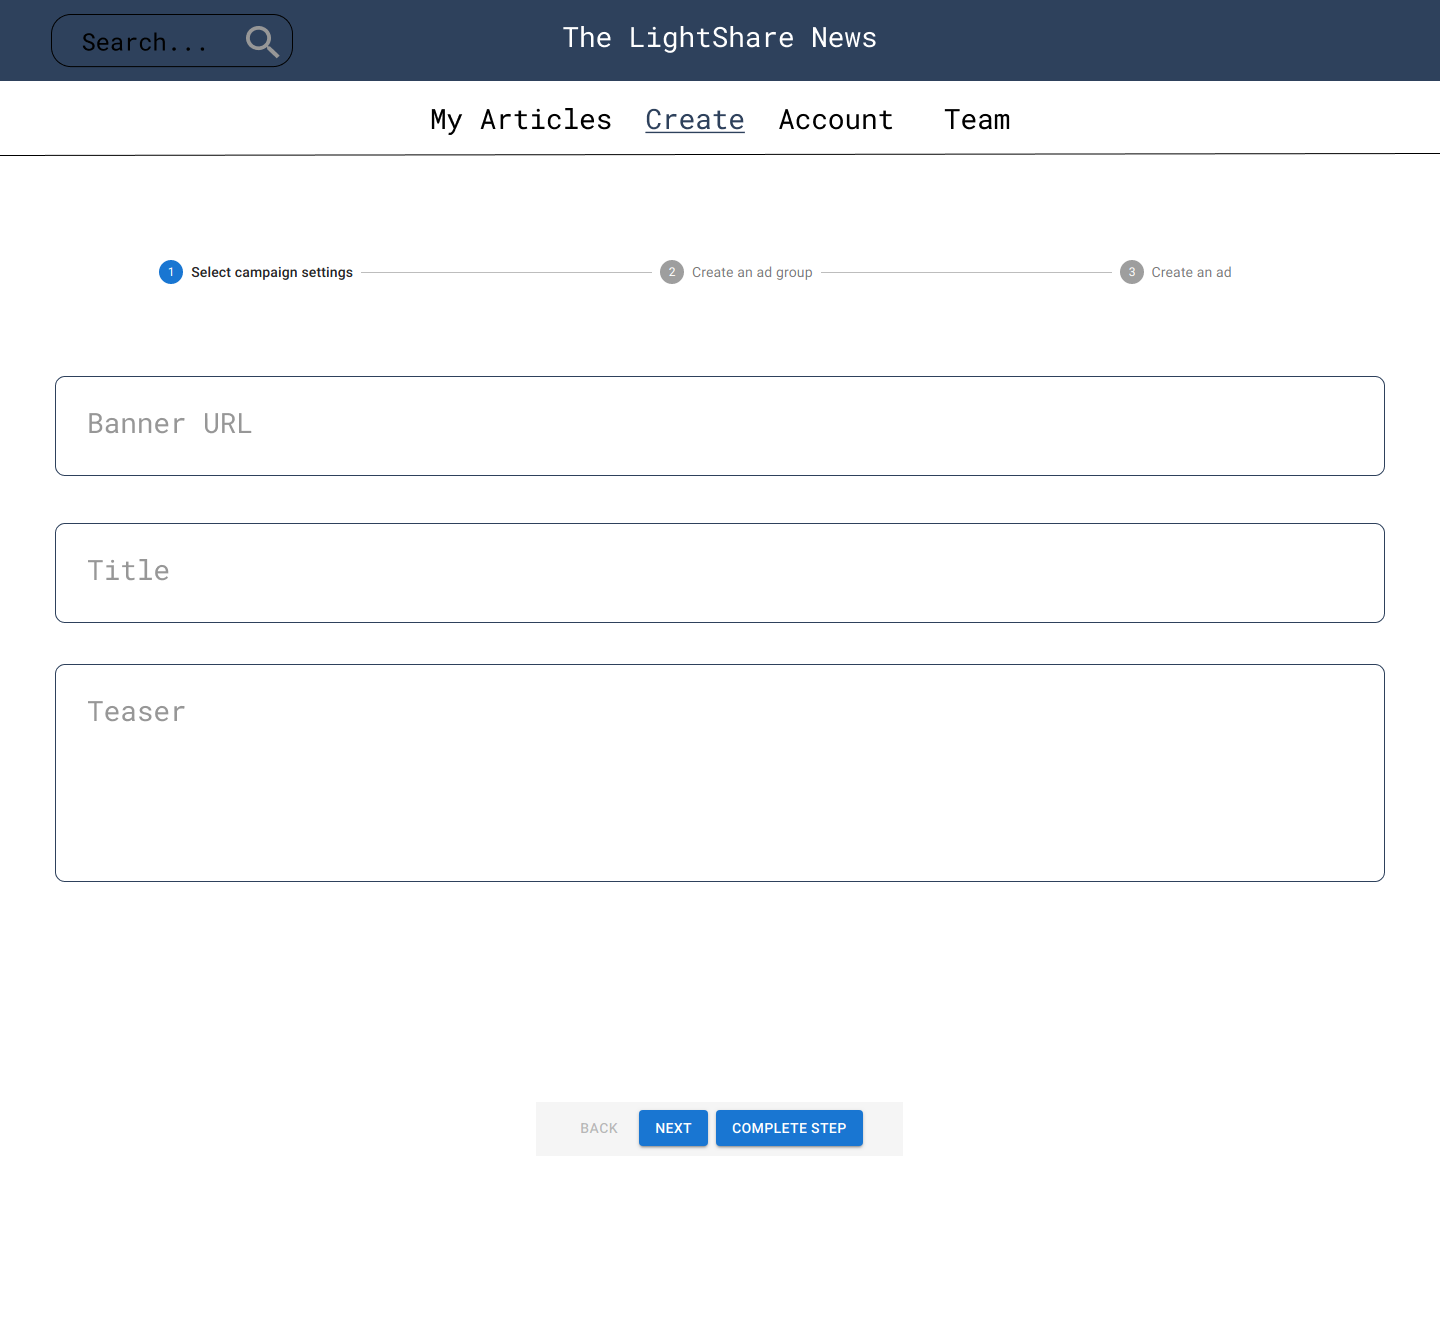 Search... The LightShare News
My Articles Create Account Team
1 Select campaign settings 2 Create an ad group 3 Create an ad
Banner URL
Title
Teaser
BACK NEXT COMPLETE STEP